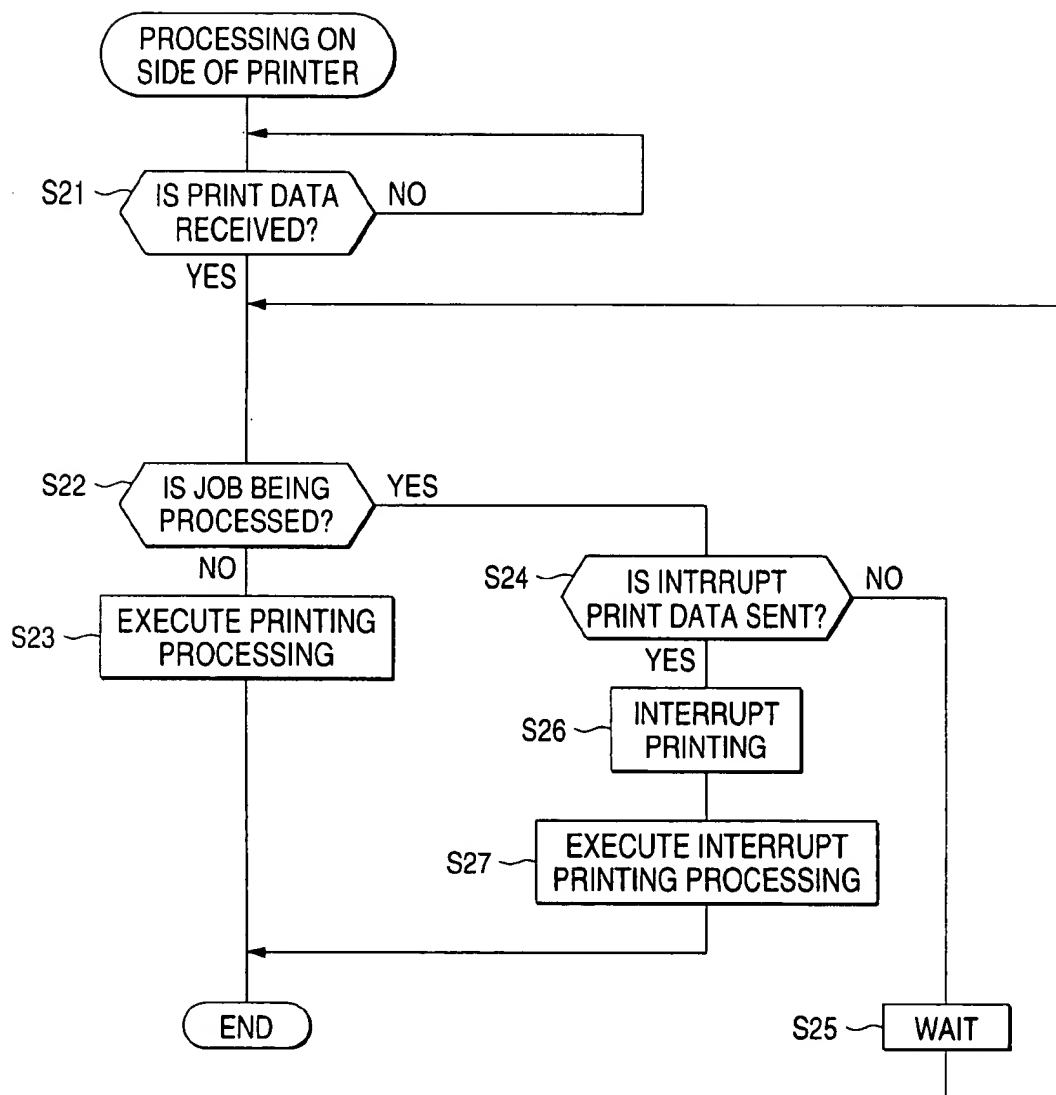 PROCESSING ON
SIDE OF PRINTER
S21
IS PRINT DATA
RECEIVED?
NO
YES
S22
IS JOB BEING
PROCESSED?
YES
NO
S23
EXECUTE PRINTING
PROCESSING
S24
IS INTRRUPT
PRINT DATA SENT?
NO
YES
S26
INTERRUPT
PRINTING
S27
EXECUTE INTERRUPT
PRINTING PROCESSING
END
S25
WAIT